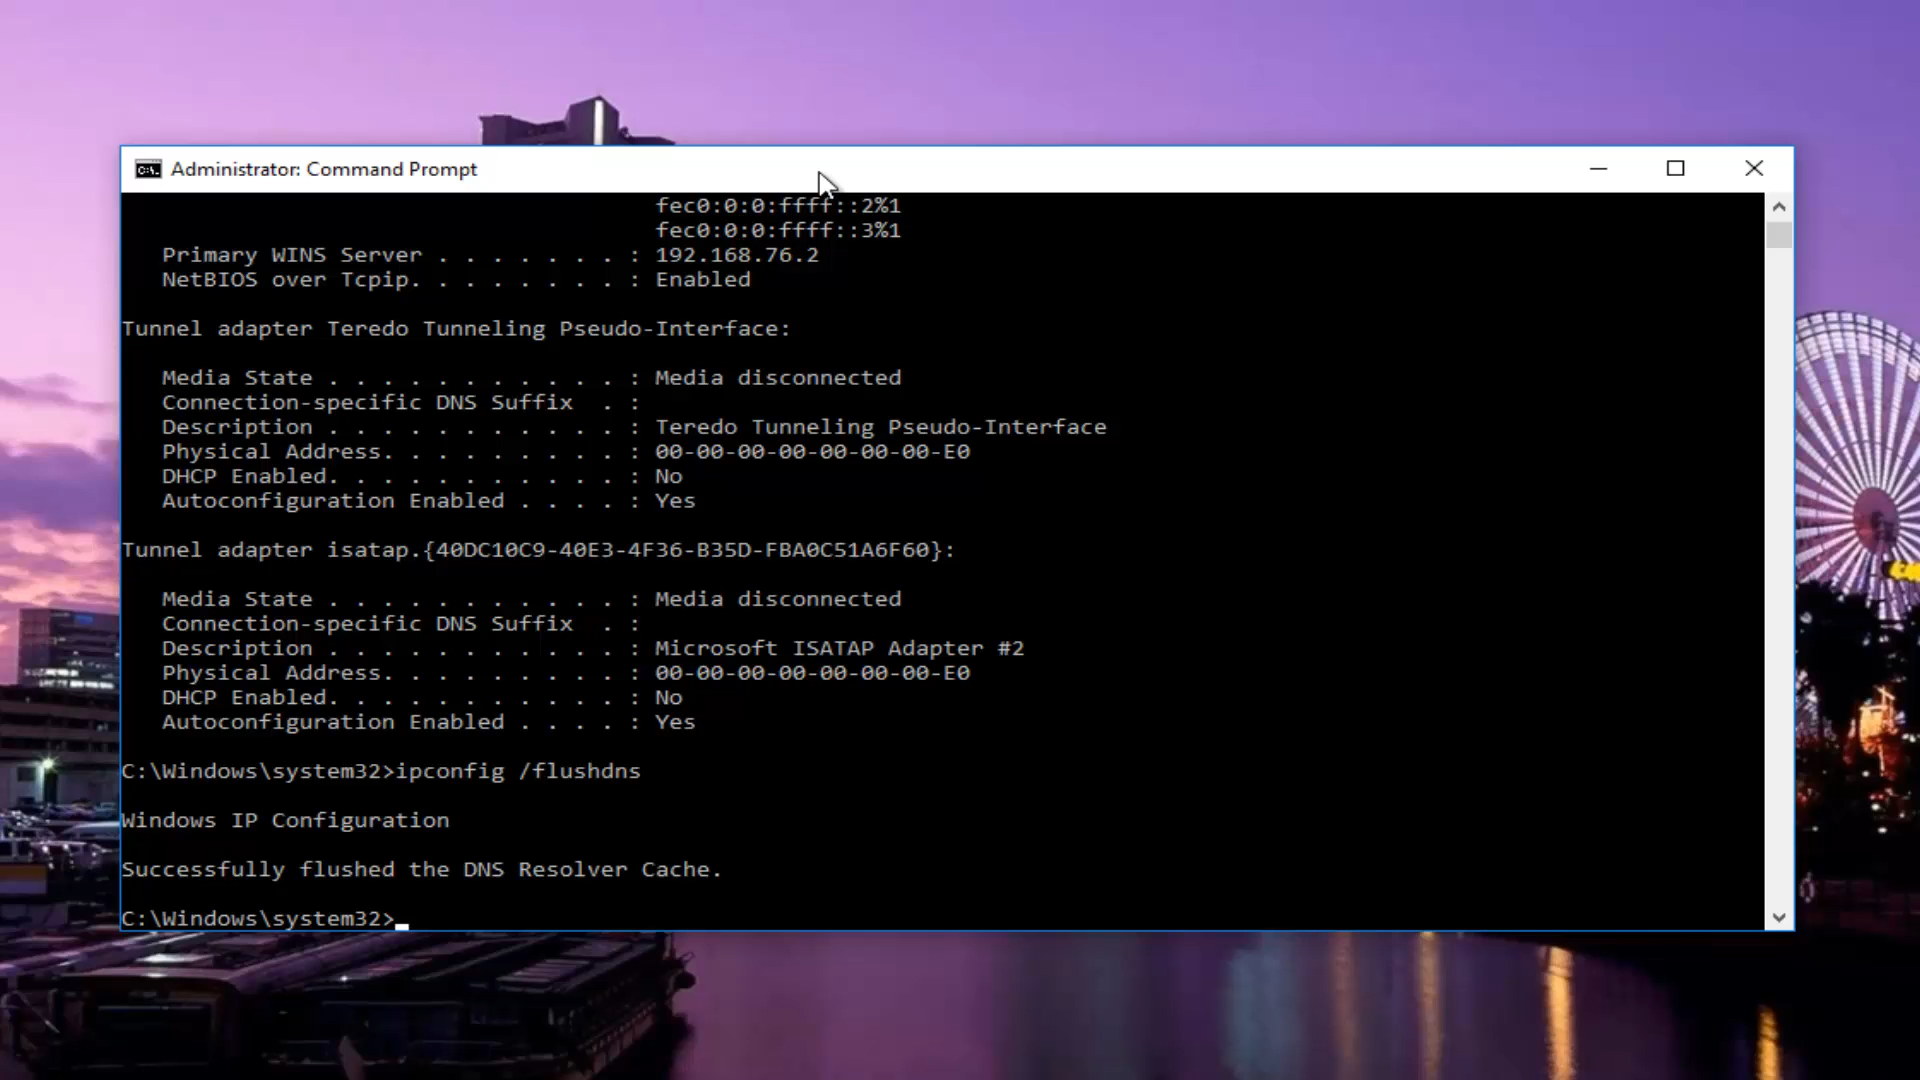 Administrator: Command Prompt
fec0:0:0:ffff::2%1
fec0:0:0:ffff::3%1
Primary WINS Server . . . . . . . : 192.168.76.2
NetBIOS over Tcpip. . . . . . . . : Enabled
Tunnel adapter Teredo Tunneling Pseudo-Interface:
Media State . . . . . . . . . . . : Media disconnected
Connection-specific DNS Suffix  . :
Description . . . . . . . . . . . : Teredo Tunneling Pseudo-Interface
Physical Address. . . . . . . . . : 00-00-00-00-00-00-00-E0
DHCP Enabled. . . . . . . . . . . : No
Autoconfiguration Enabled . . . . : Yes
Tunnel adapter isatap.{40DC10C9-40E3-4F36-B35D-FBA0C51A6F60}:
Media State . . . . . . . . . . . : Media disconnected
Connection-specific DNS Suffix  . :
Description . . . . . . . . . . . : Microsoft ISATAP Adapter #2
Physical Address. . . . . . . . . : 00-00-00-00-00-00-00-E0
DHCP Enabled. . . . . . . . . . . : No
Autoconfiguration Enabled . . . . : Yes
C:\Windows\system32>ipconfig /flushdns
Windows IP Configuration
Successfully flushed the DNS Resolver Cache.
C:\Windows\system32>